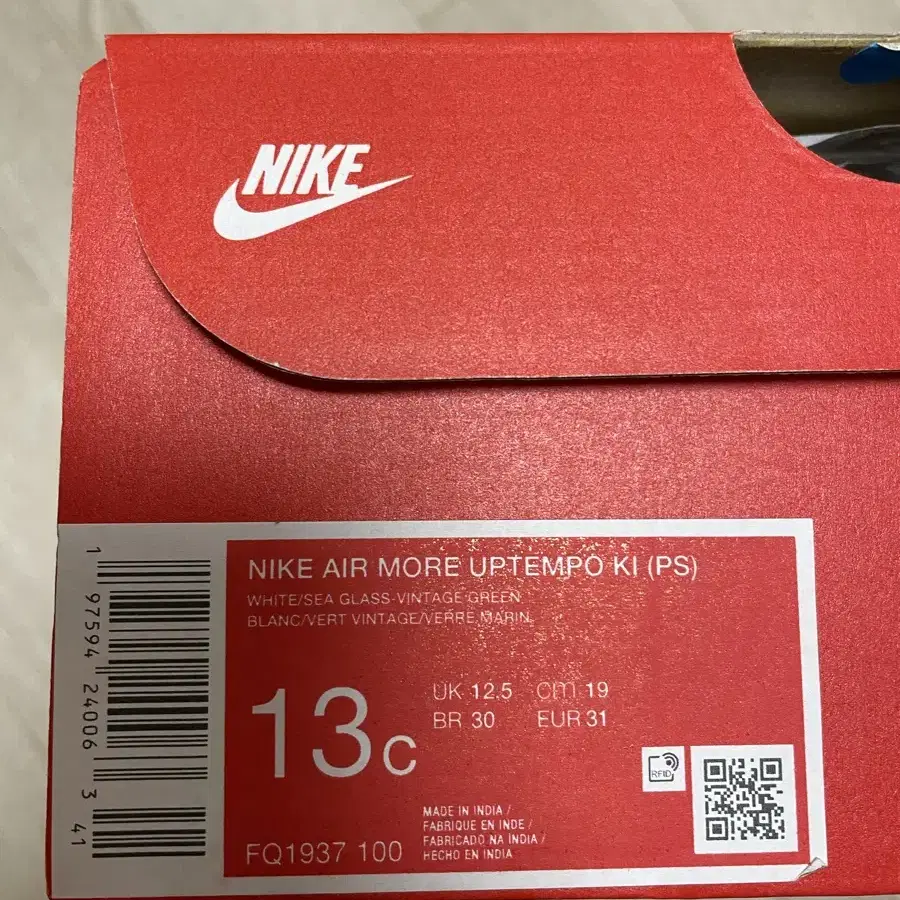 NIKE
NIKE AIR MORE UPTEMPO KI (PS)
WHITE/SEA GLASS-VINTAGE GREEN
BLANC/VERT VINTAGE/VERRE MARIN
13C
UK 12.5 cm 19
BR 30 EUR 31
RFID
MADE IN INDIA /
FABRIQUE EN INDE /
FABRICADO NA INDIA /
HECHO EN INDIA
FQ1937 100
1 97594 24006 3 41